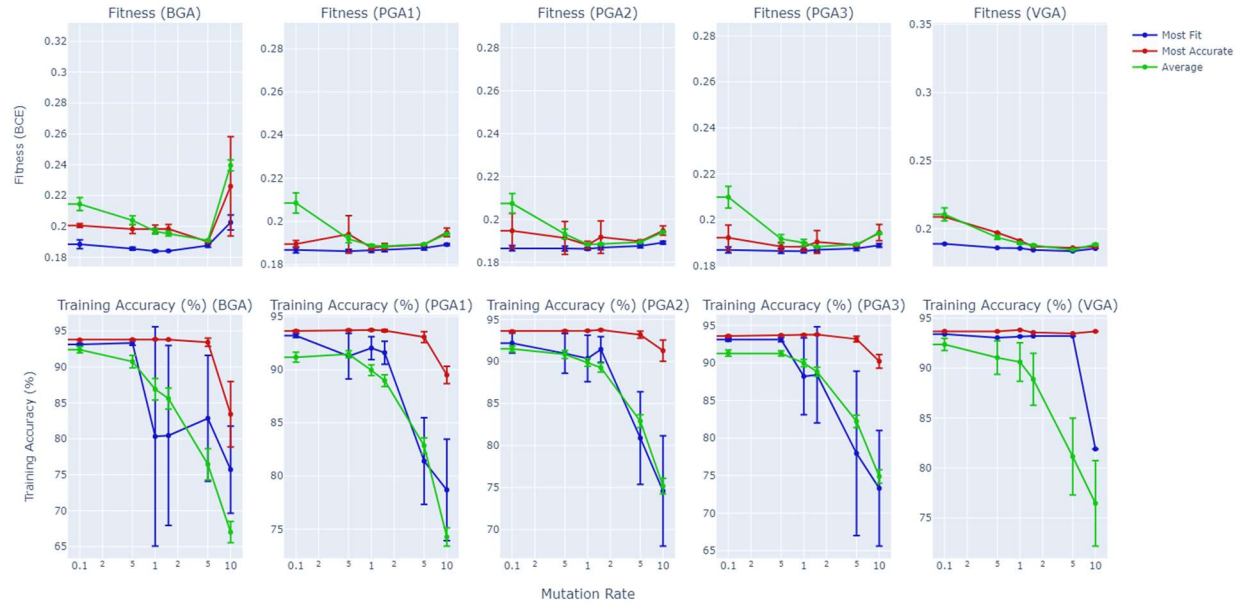 Fitness (BGA)
Fitness (PGA1)
Fitness (PGA2)
Fitness (PGA3)
Fitness (VGA)
Fitness (BCE)
0.32
0.3
0.28
0.26
0.24
0.22
0.2
0.18
0.28
0.26
0.24
0.22
0.2
0.18
0.28
0.26
0.24
0.22
0.2
0.18
0.28
0.26
0.24
0.22
0.2
0.18
0.35
0.3
0.25
0.2
Most Fit
Most Accurate
Average
Training Accuracy (%) (BGA)
Training Accuracy (%) (PGA1)
Training Accuracy (%) (PGA2)
Training Accuracy (%) (PGA3)
Training Accuracy (%) (VGA)
Training Accuracy (%)
95
90
85
80
75
70
65
95
90
85
80
75
95
90
85
80
75
70
95
90
85
80
75
70
65
95
90
85
80
75
0.1 2 5 1 2 5 10
0.1 2 5 1 2 5 10
0.1 2 5 1 2 5 10
0.1 2 5 1 2 5 10
0.1 2 5 1 2 5 10
Mutation Rate